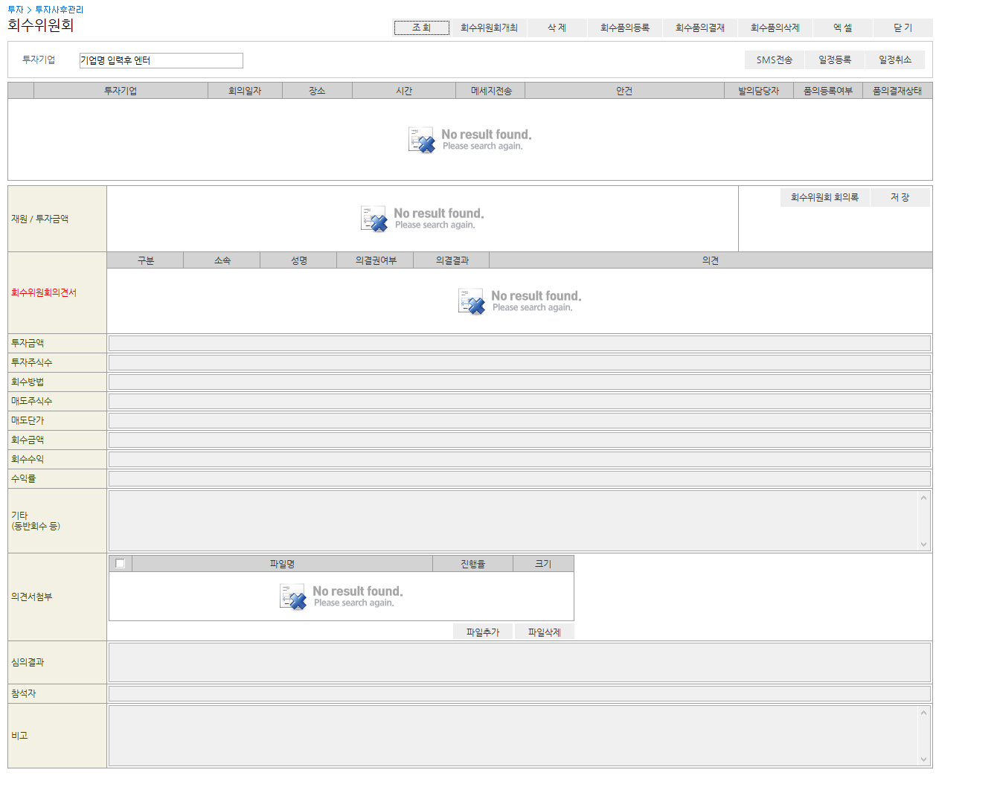 투자 > 투자사후관리
회수위원회
조 회 회수위원회개최 삭 제 회수품의등록 회수품의결재 회수품의삭제 엑 셀 닫 기
투자기업 기업명 입력후 엔터 SMS전송 일정등록 일정취소
투자기업 회의일자 장소 시간 메세지전송 안건 발의담당자 품의등록여부 품의결재상태
No result found.
Please search again.
재원 / 투자금액
No result found.
Please search again.
회수위원회 회의록 저 장
구분 소속 성명 의결권여부 의결결과 의견
회수위원회의견서
No result found.
Please search again.
투자금액
투자주식수
회수방법
매도주식수
매도단가
회수금액
회수수익
수익률
기타
(동반회수 등)
파일명 진행율 크기
의견서첨부
No result found.
Please search again.
파일추가 파일삭제
심의결과
참석자
비고